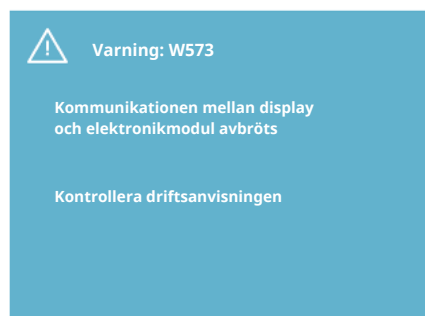 Varning: W573
Kommunikationen mellan display
och elektronikmodul avbröts
Kontrollera driftsanvisningen